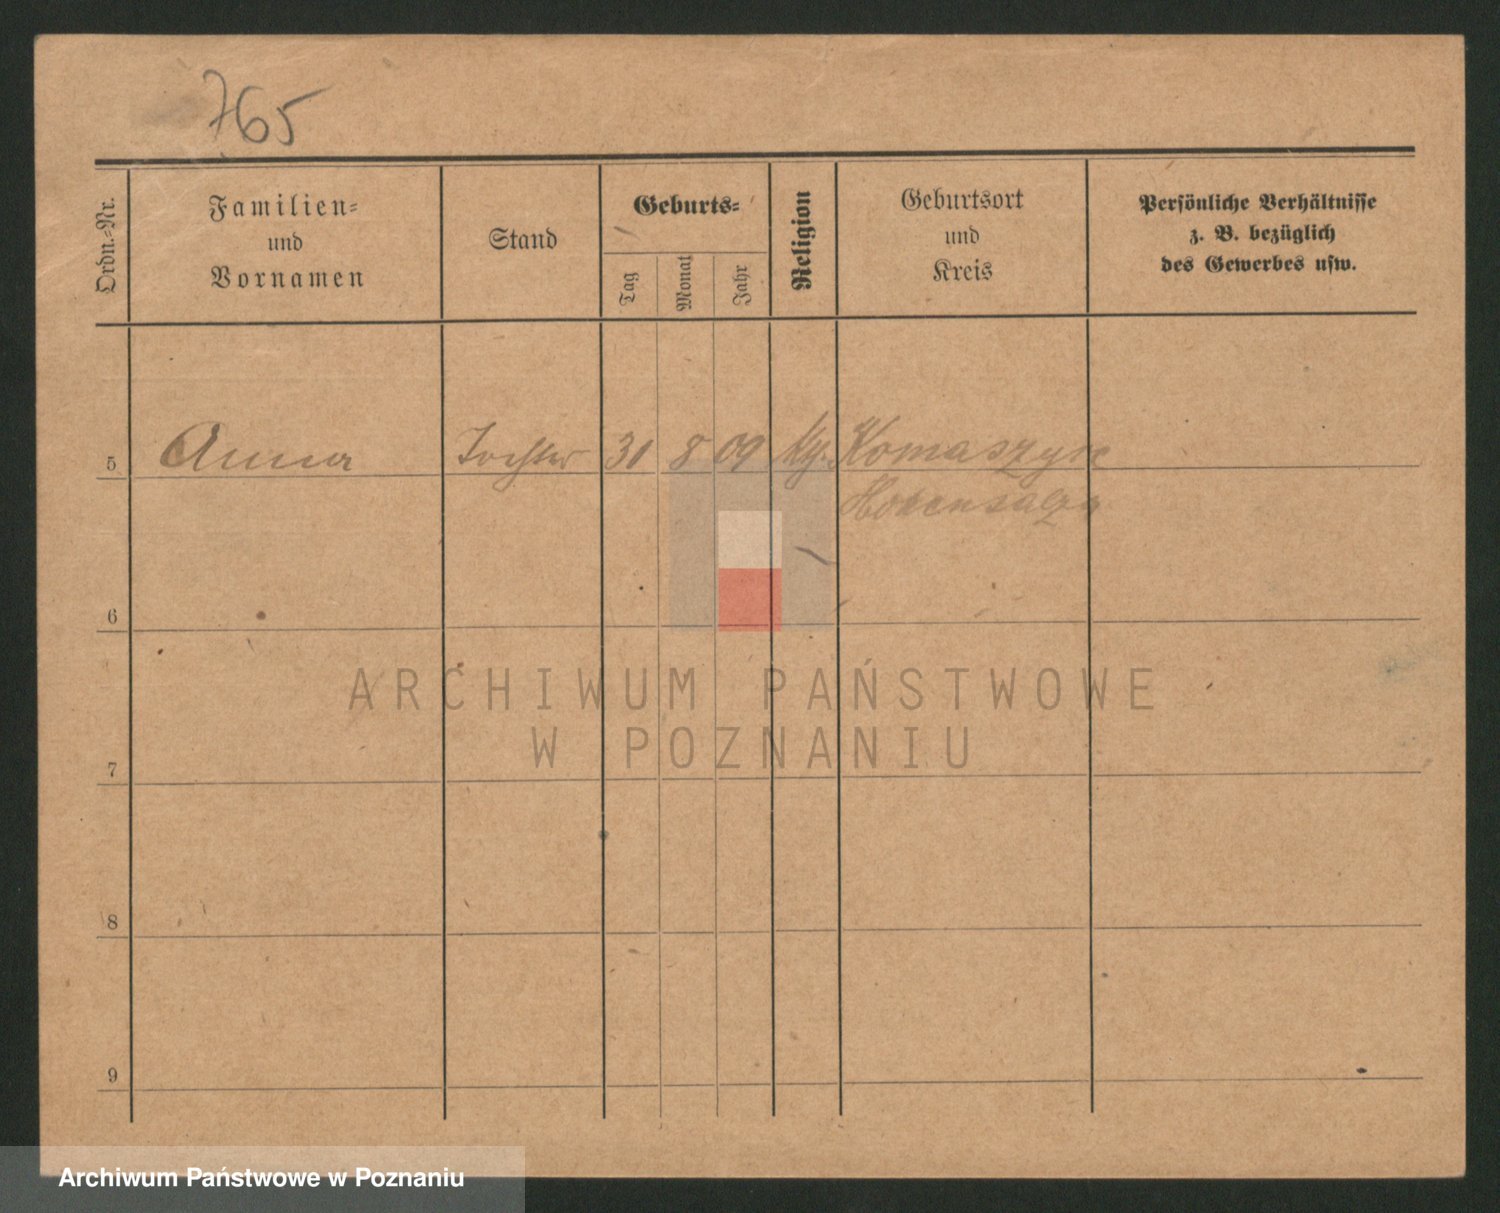 765
Ordn.-Nr.
Familien-
und
Vornamen
Stand
Geburts-
Tag
Monat
Jahr
Religion
Geburtsort
und
Kreis
Persönliche Verhältnisse
z. B. bezüglich
des Gewerbes usw.
5 Anna Tochter 31 8 09 Komaszyce
Hohensalza
6
7
8
9
ARCHIWUM PAŃSTWOWE
W POZNANIU
Archiwum Państwowe w Poznaniu